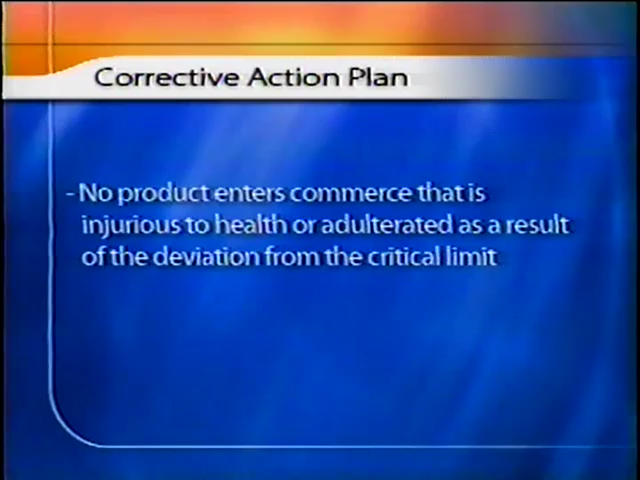 Corrective Action Plan
- No product enters commerce that is
injurious to health or adulterated as a result
of the deviation from the critical limit